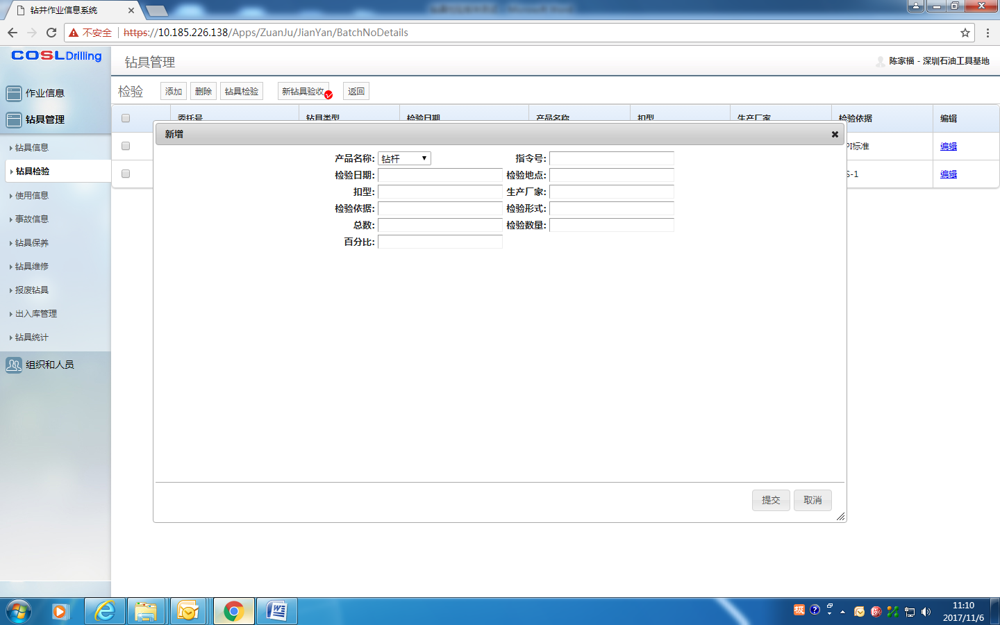 钻井作业信息系统
不安全 https://10.185.226.138/Apps/ZuanJu/JianYan/BatchNoDetails
COSL Drilling
钻具管理
陈家福 - 深圳石油工具基地
作业信息
钻具管理
钻具信息
钻具检验
使用信息
事故信息
钻具保养
钻具维修
报废钻具
出入库管理
钻具统计
组织和人员
检验 添加 删除 钻具检验 新钻具验收 返回
委托号 钻具类型 检验日期 产品名称 扣型 生产厂家 检验依据 编辑
PI标准 编辑
S-1 编辑
新增
产品名称: 钻杆 指令号:
检验日期: 检验地点:
扣型: 生产厂家:
检验依据: 检验形式:
总数: 检验数量:
百分比:
提交 取消
11:10
2017/11/6